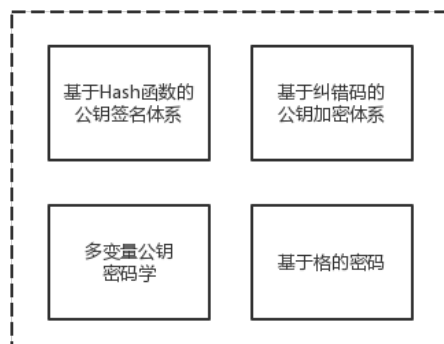 基于Hash函数的
公钥签名体系
基于纠错码的
公钥加密体系
多变量公钥
密码学
基于格的密码